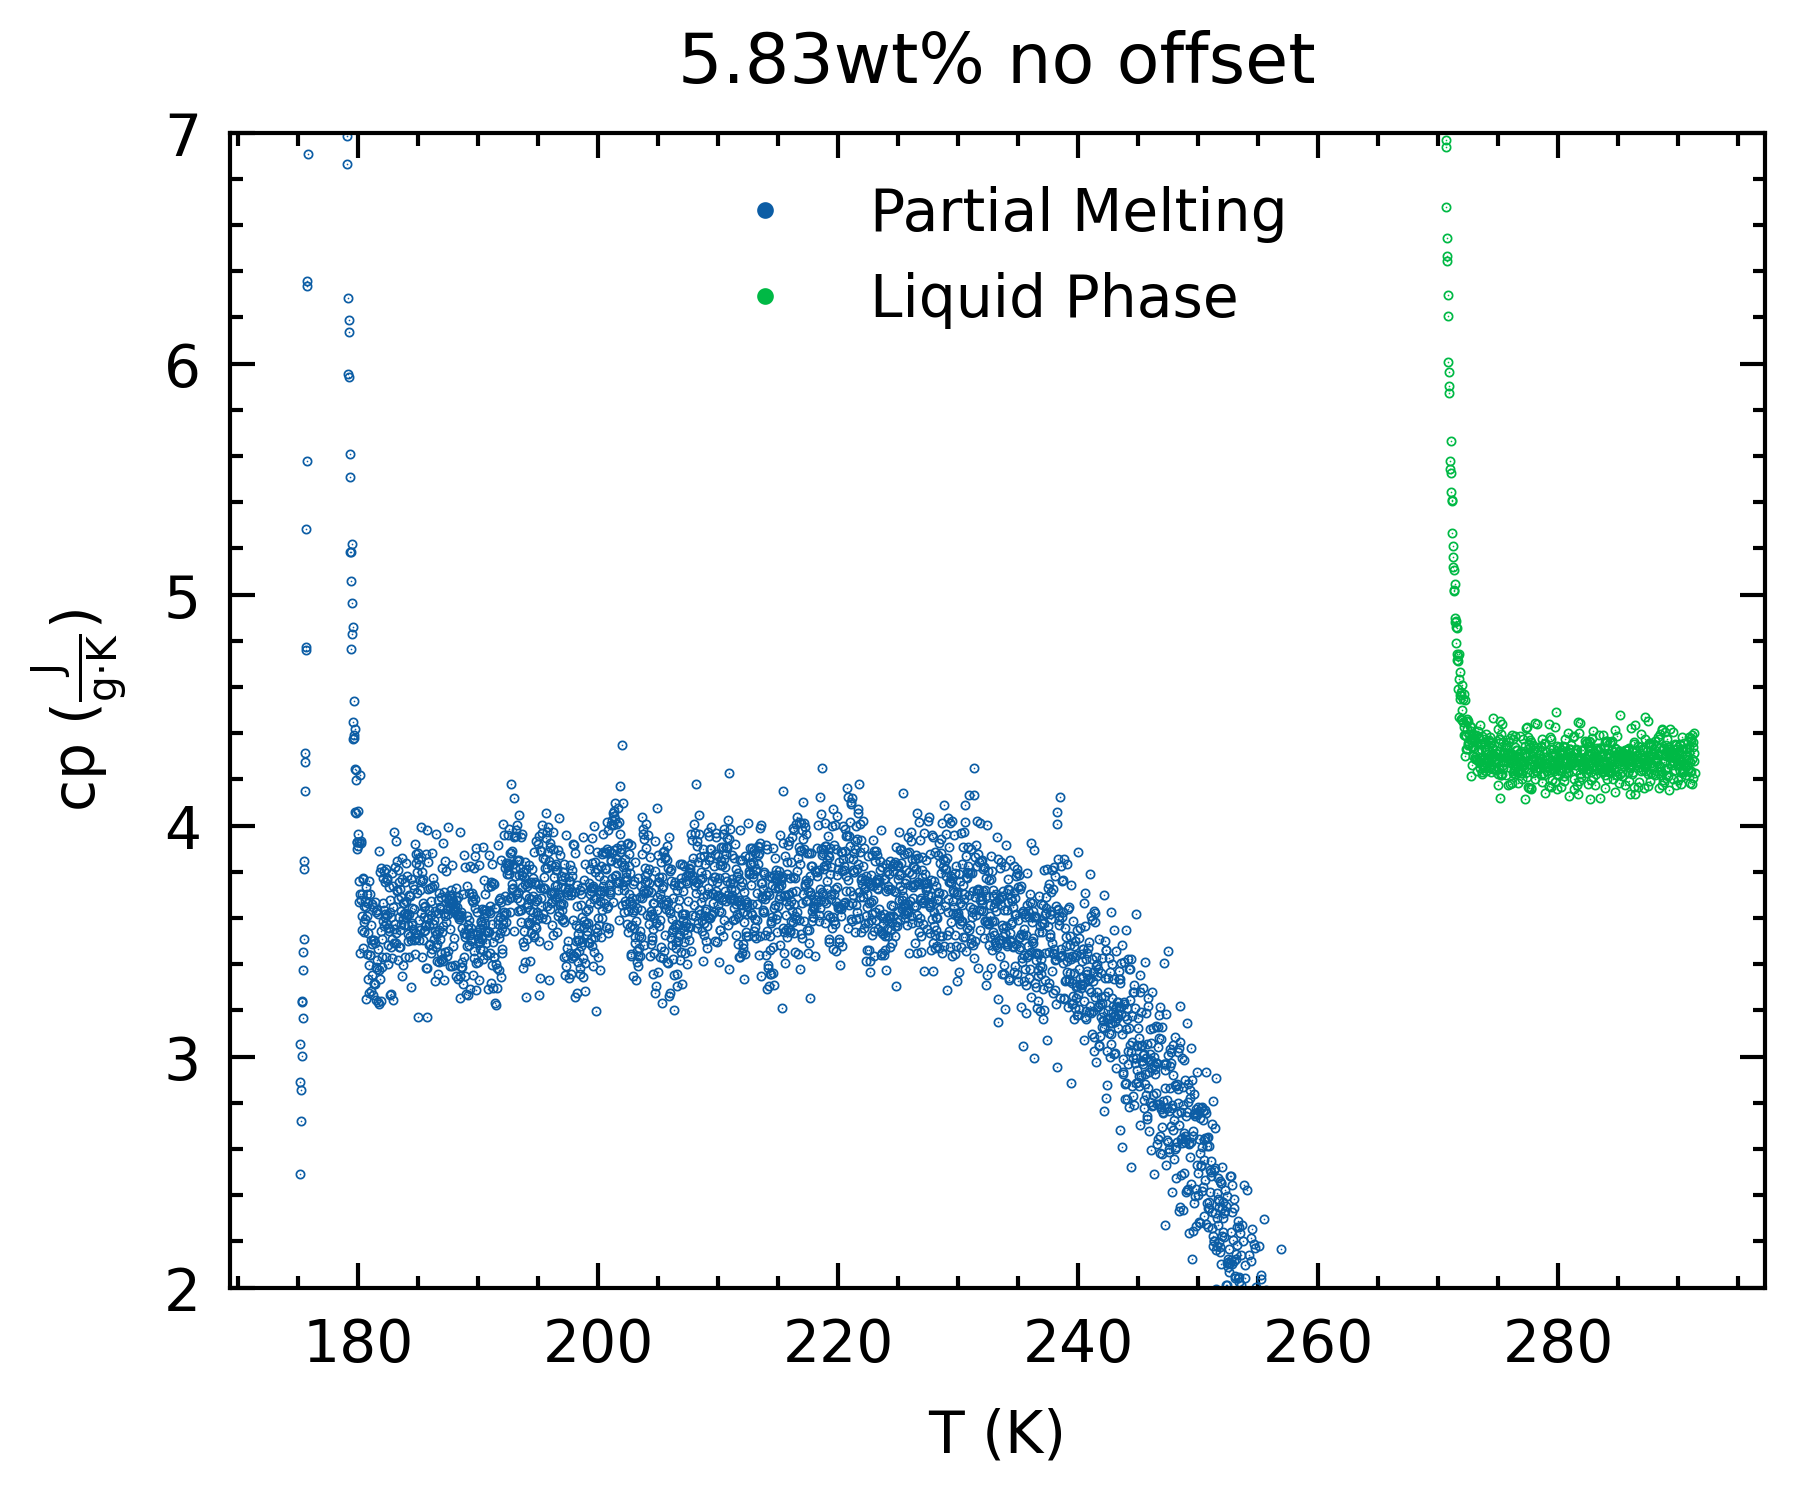 5.83wt% no offset
7
6
5
4
3
2
cp (J/g·K)
Partial Melting
Liquid Phase
180 200 220 240 260 280
T (K)